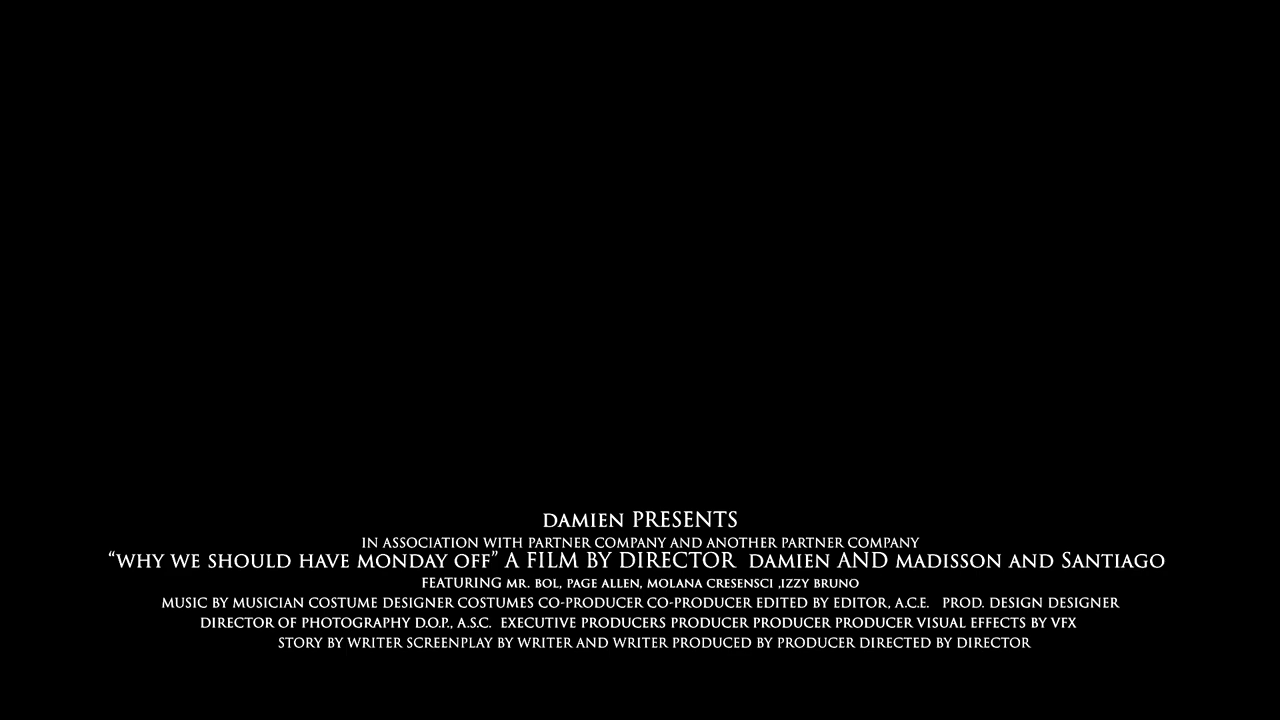 DAMIEN PRESENTS
IN ASSOCIATION WITH PARTNER COMPANY AND ANOTHER PARTNER COMPANY
“WHY WE SHOULD HAVE MONDAY OFF” A FILM BY DIRECTOR DAMIEN AND MADISSON AND SANTIAGO
FEATURING MR. BOL, PAGE ALLEN, MOLANA CRESENSCI ,IZZY BRUNO
MUSIC BY MUSICIAN COSTUME DESIGNER COSTUMES CO-PRODUCER CO-PRODUCER EDITED BY EDITOR, A.C.E. PROD. DESIGN DESIGNER
DIRECTOR OF PHOTOGRAPHY D.O.P., A.S.C. EXECUTIVE PRODUCERS PRODUCER PRODUCER PRODUCER VISUAL EFFECTS BY VFX
STORY BY WRITER SCREENPLAY BY WRITER AND WRITER PRODUCED BY PRODUCER DIRECTED BY DIRECTOR